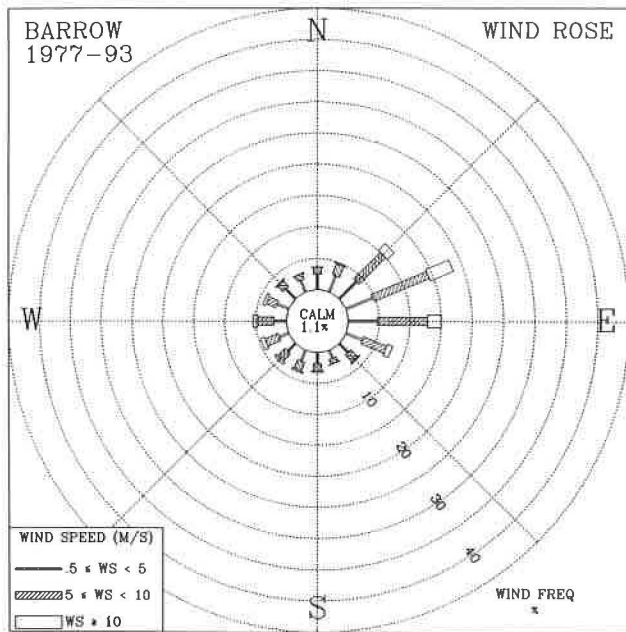 BARROW
1977-93
WIND ROSE
N
W
E
S
CALM
1.1%
10
20
30
40
WIND SPEED (M/S)
.5 ≤ WS < 5
5 ≤ WS < 10
WS ≥ 10
WIND FREQ
%